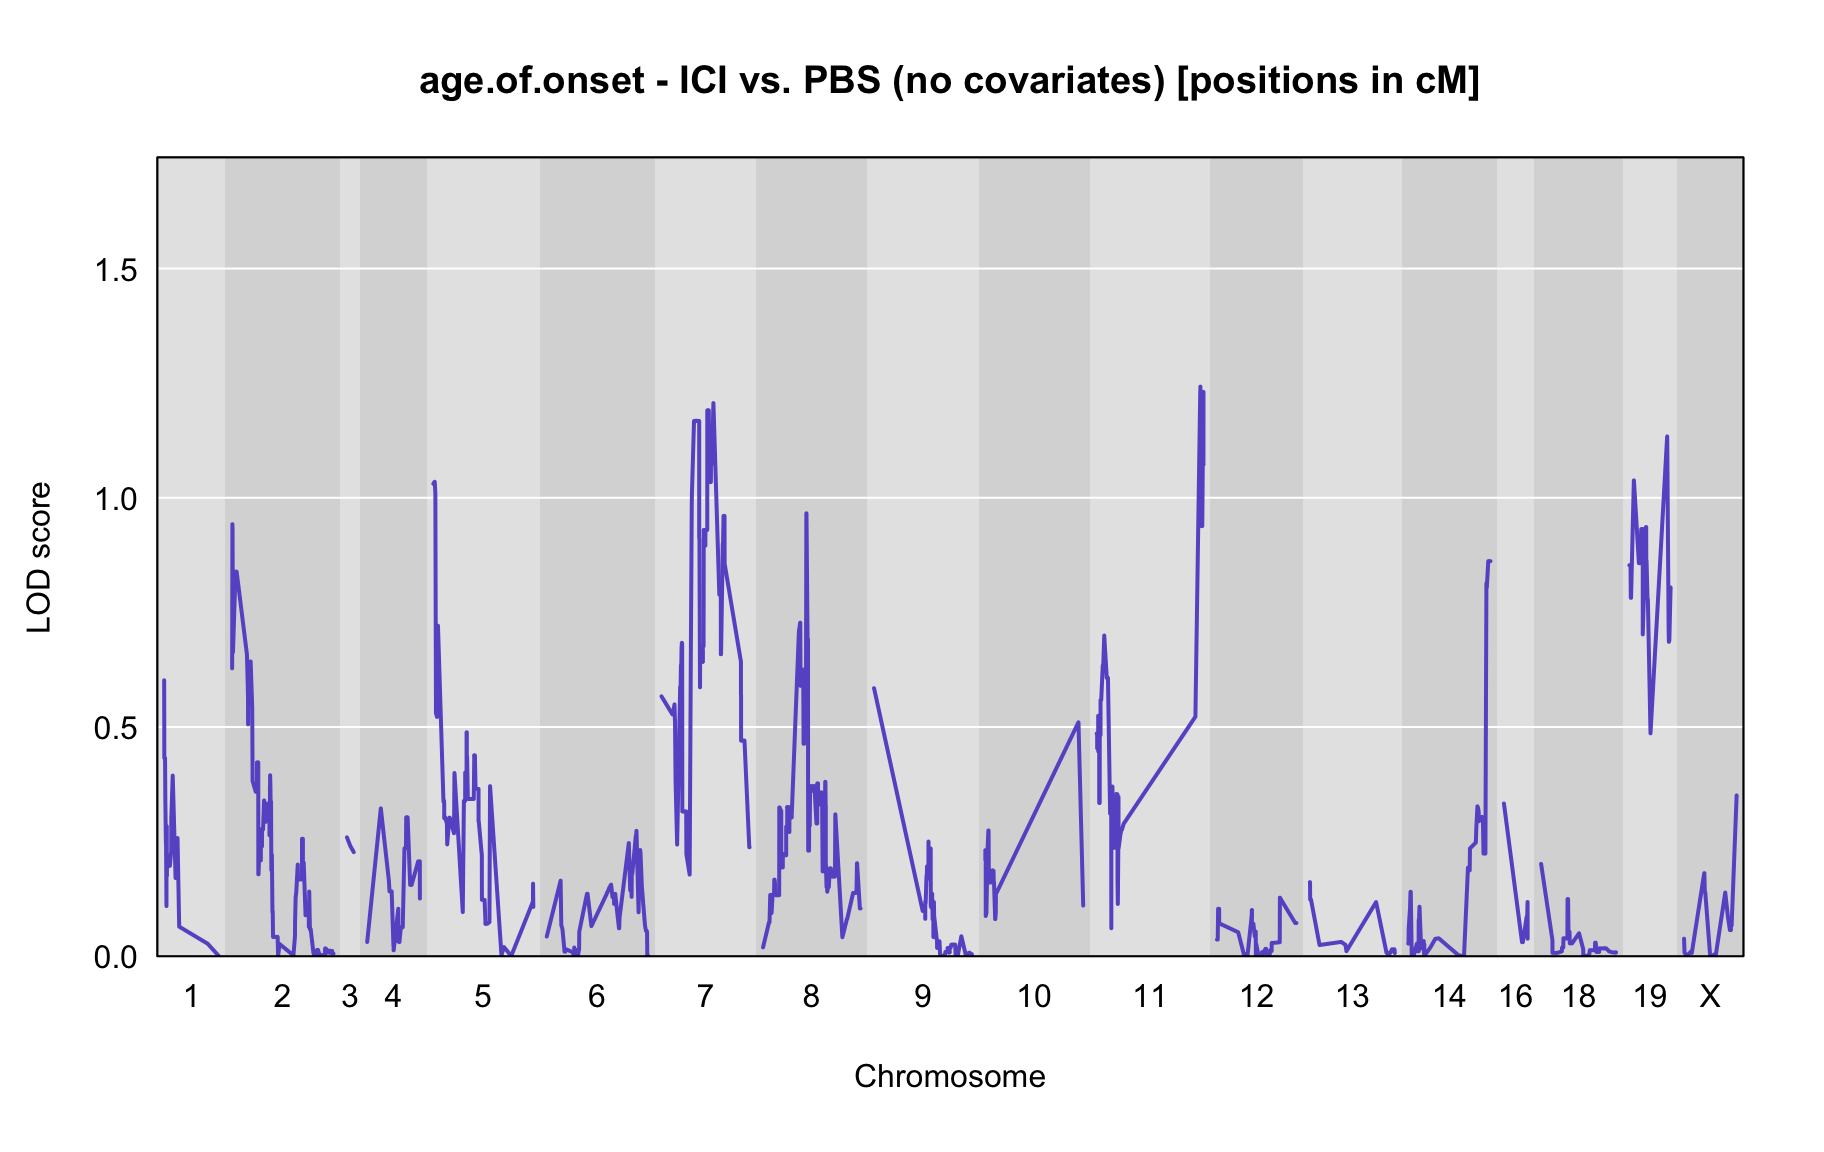 age.of.onset - ICI vs. PBS (no covariates) [positions in cM]
LOD score
1.5
1.0
0.5
0.0
1 2 3 4 5 6 7 8 9 10 11 12 13 14 16 18 19 X
Chromosome